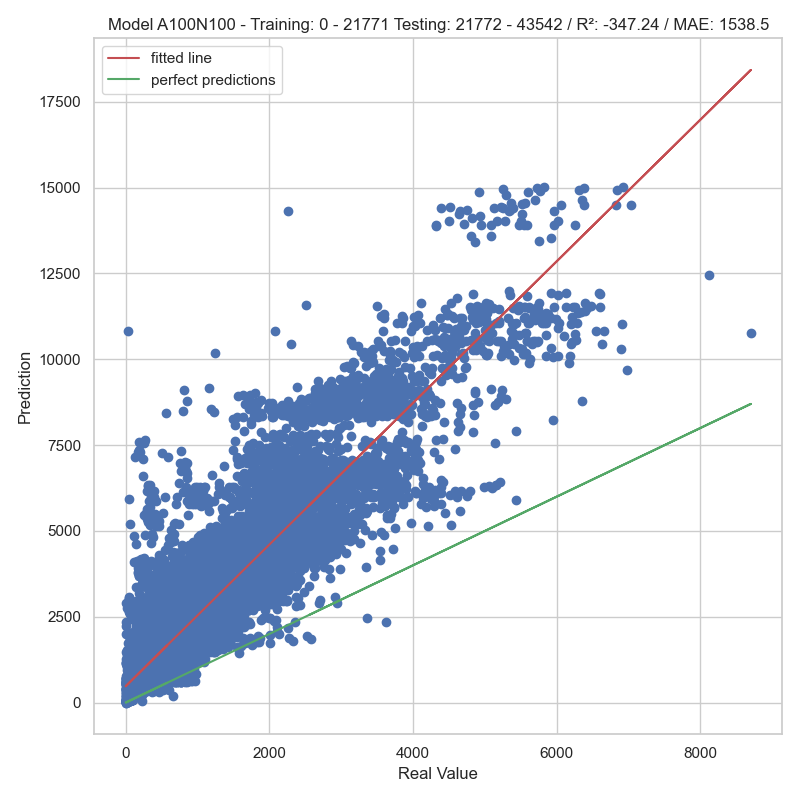 Model A100N100 - Training: 0 - 21771 Testing: 21772 - 43542 / R²: -347.24 / MAE: 1538.5
fitted line
perfect predictions
17500
15000
12500
10000
7500
5000
2500
0
Prediction
0 2000 4000 6000 8000
Real Value